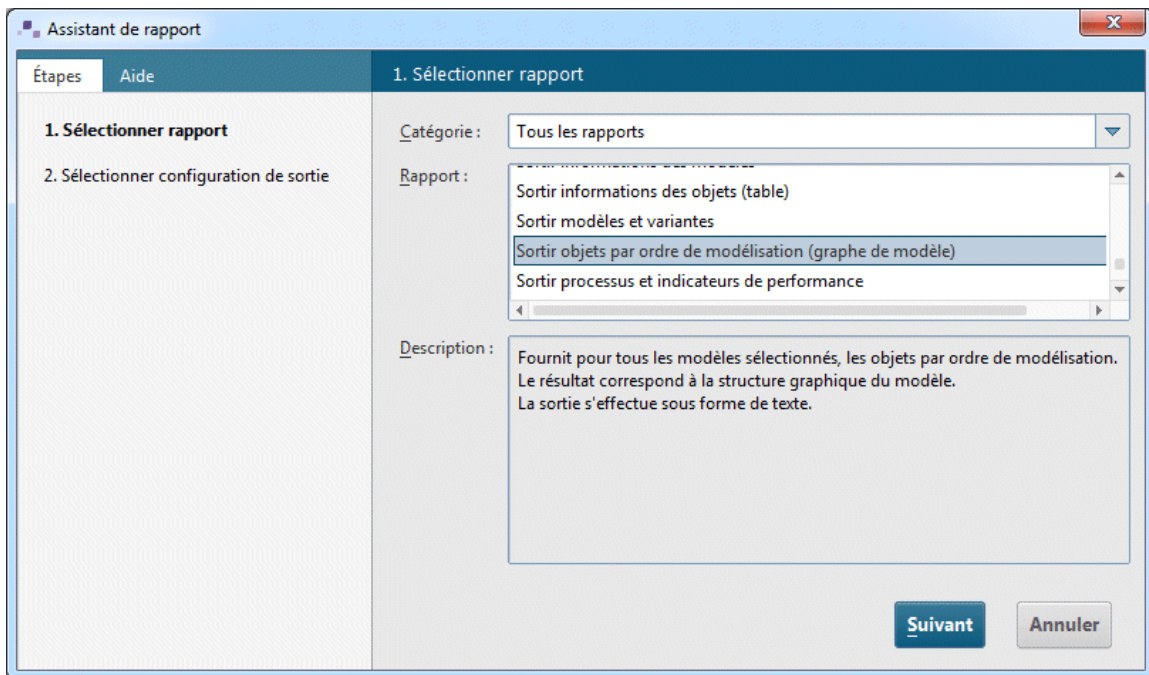 Assistant de rapport
Étapes
Aide
1. Sélectionner rapport
2. Sélectionner configuration de sortie
1. Sélectionner rapport
Catégorie :
Tous les rapports
Rapport :
Sortir informations des objets (table)
Sortir modèles et variantes
Sortir objets par ordre de modélisation (graphe de modèle)
Sortir processus et indicateurs de performance
Description :
Fournit pour tous les modèles sélectionnés, les objets par ordre de modélisation.
Le résultat correspond à la structure graphique du modèle.
La sortie s'effectue sous forme de texte.
Suivant
Annuler